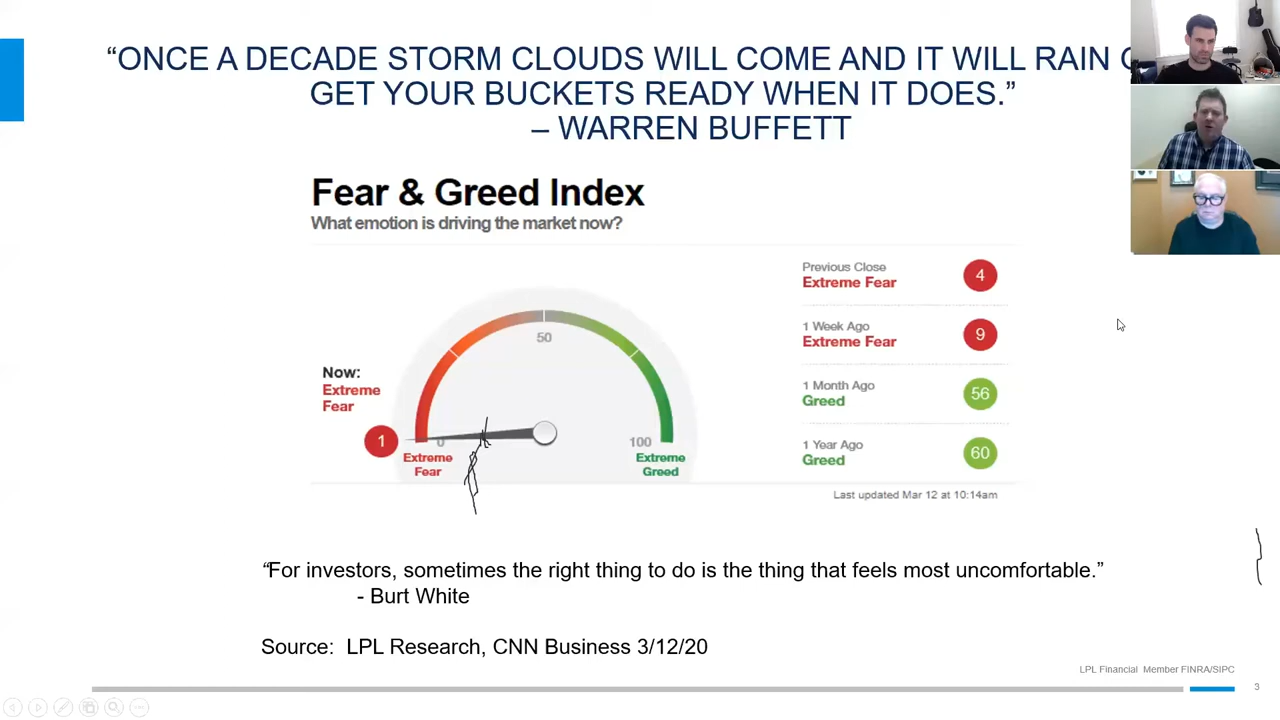 “ONCE A DECADE STORM CLOUDS WILL COME AND IT WILL RAIN
GET YOUR BUCKETS READY WHEN IT DOES.”
– WARREN BUFFETT
Fear & Greed Index
What emotion is driving the market now?
Now:
Extreme
Fear
1
0
50
100
Extreme
Fear
Extreme
Greed
Previous Close
Extreme Fear
4
1 Week Ago
Extreme Fear
9
1 Month Ago
Greed
56
1 Year Ago
Greed
60
Last updated Mar 12 at 10:14am
“For investors, sometimes the right thing to do is the thing that feels most uncomfortable.”
- Burt White
Source: LPL Research, CNN Business 3/12/20
LPL Financial Member FINRA/SIPC
3